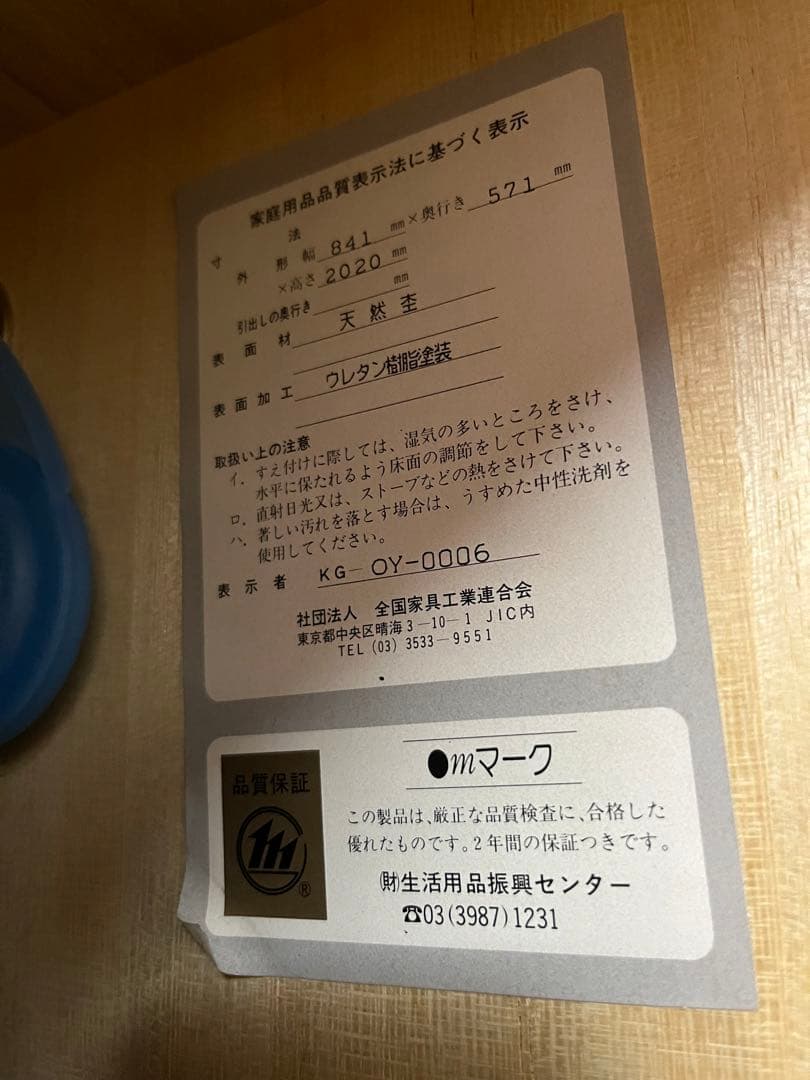 家庭用品品質表示法に基づく表示
寸法
外形 幅 841 mm×奥行き 571 mm
×高さ 2020 mm
引出しの奥行き mm
表面材 天然杢
表面加工 ウレタン樹脂塗装
取扱い上の注意
イ．すえ付けに際しては、湿気の多いところをさけ、
水平に保たれるよう床面の調節をして下さい。
ロ．直射日光又は、ストーブなどの熱をさけて下さい。
ハ．著しい汚れを落とす場合は、うすめた中性洗剤を
使用してください。
表示者 KG-OY-0006
社団法人 全国家具工業連合会
東京都中央区晴海3-10-1 JIC内
TEL (03) 3533-9551
品質保証
®
●mマーク
この製品は、厳正な品質検査に、合格した
優れたものです。2年間の保証つきです。
㈶生活用品振興センター
☎03(3987)1231